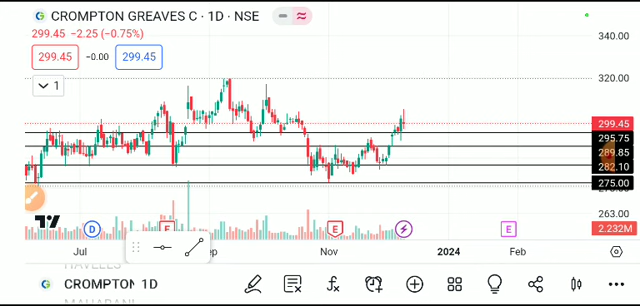 CROMPTON GREAVES C · 1D · NSE
340.00
299.45 −2.25 (−0.75%)
299.45 −0.00 299.45
320.00
1
299.45
295.75
289.85
282.10
275.00
263.00
2.232M
D E E E
Jul Nov 2024 Feb
HAVELLS
CROMPTON 1D